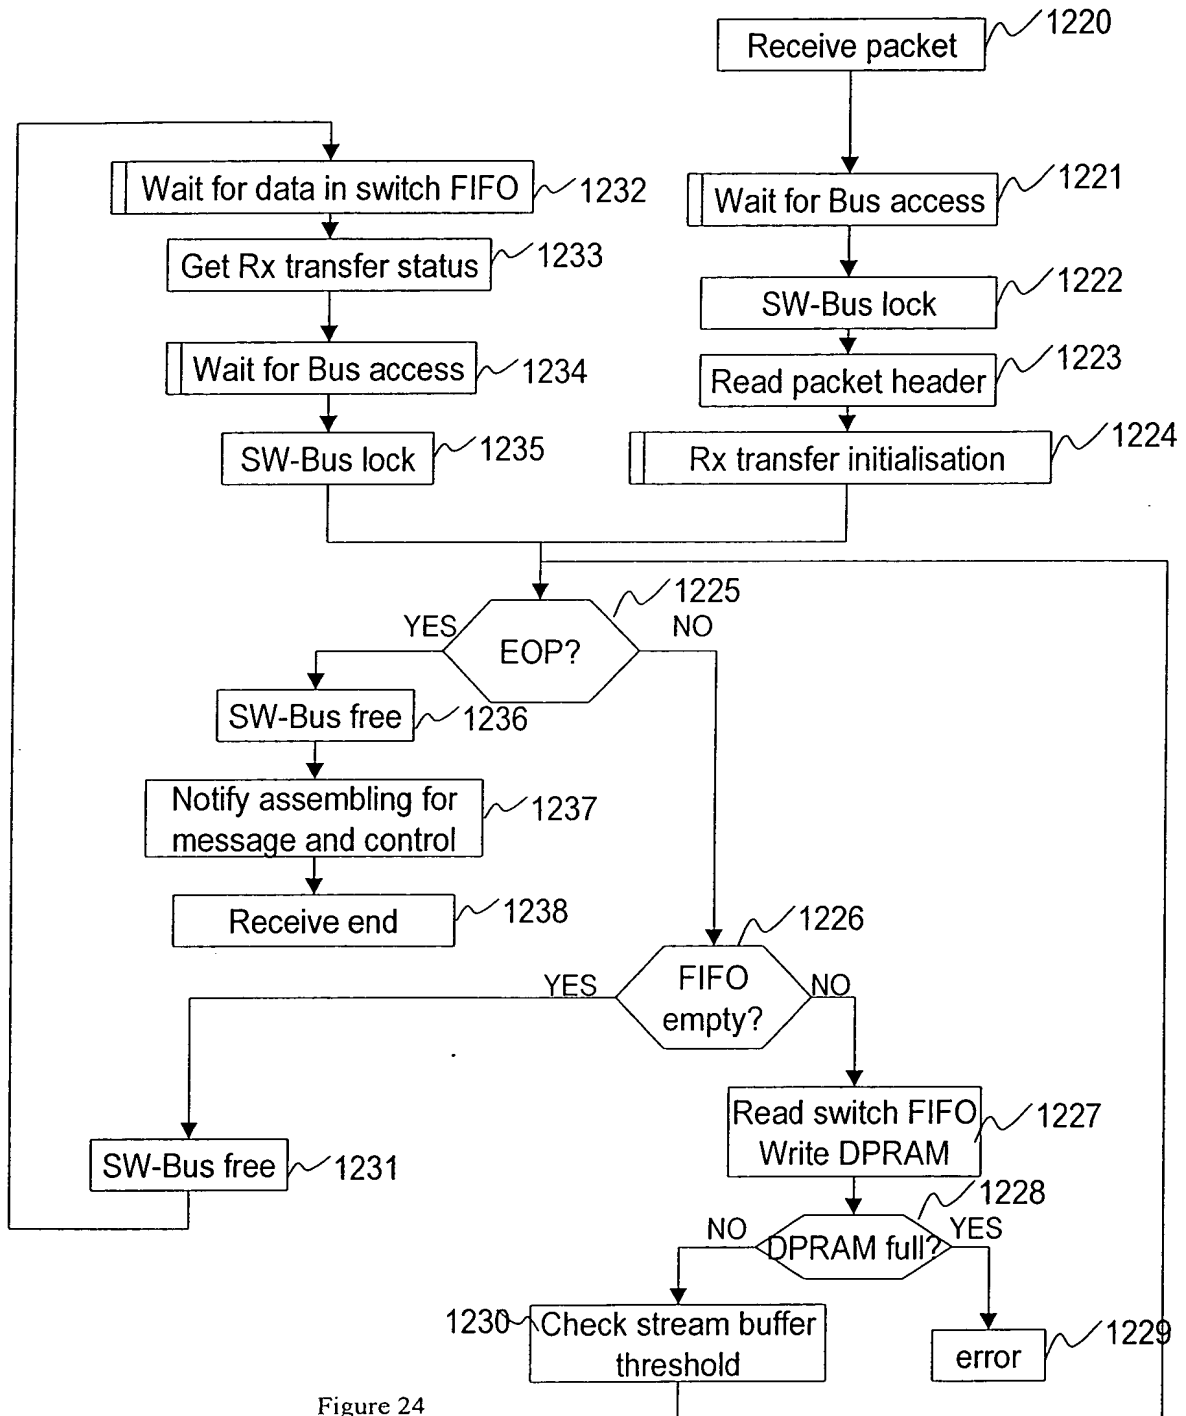 Receive packet
1220
Wait for Bus access
1221
SW-Bus lock
1222
Read packet header
1223
Rx transfer initialisation
1224
Wait for data in switch FIFO
1232
Get Rx transfer status
1233
Wait for Bus access
1234
SW-Bus lock
1235
EOP?
1225
YES
NO
SW-Bus free
1236
Notify assembling for
message and control
1237
Receive end
1238
FIFO
empty?
1226
YES
NO
SW-Bus free
1231
Read switch FIFO
Write DPRAM
1227
DPRAM full?
1228
NO
YES
1230
Check stream buffer
threshold
error
1229
Figure 24